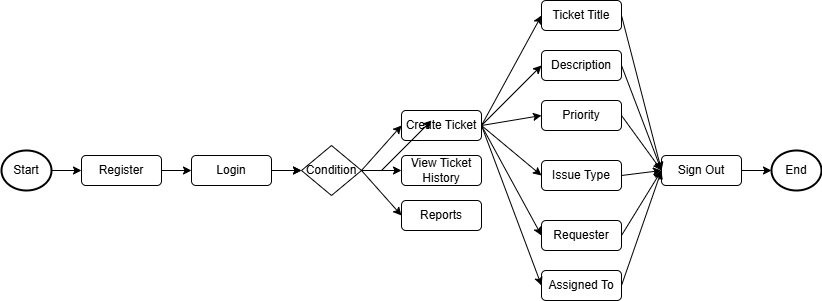 Start
Register
Login
Condition
Create Ticket
View Ticket
History
Reports
Ticket Title
Description
Priority
Issue Type
Requester
Assigned To
Sign Out
End